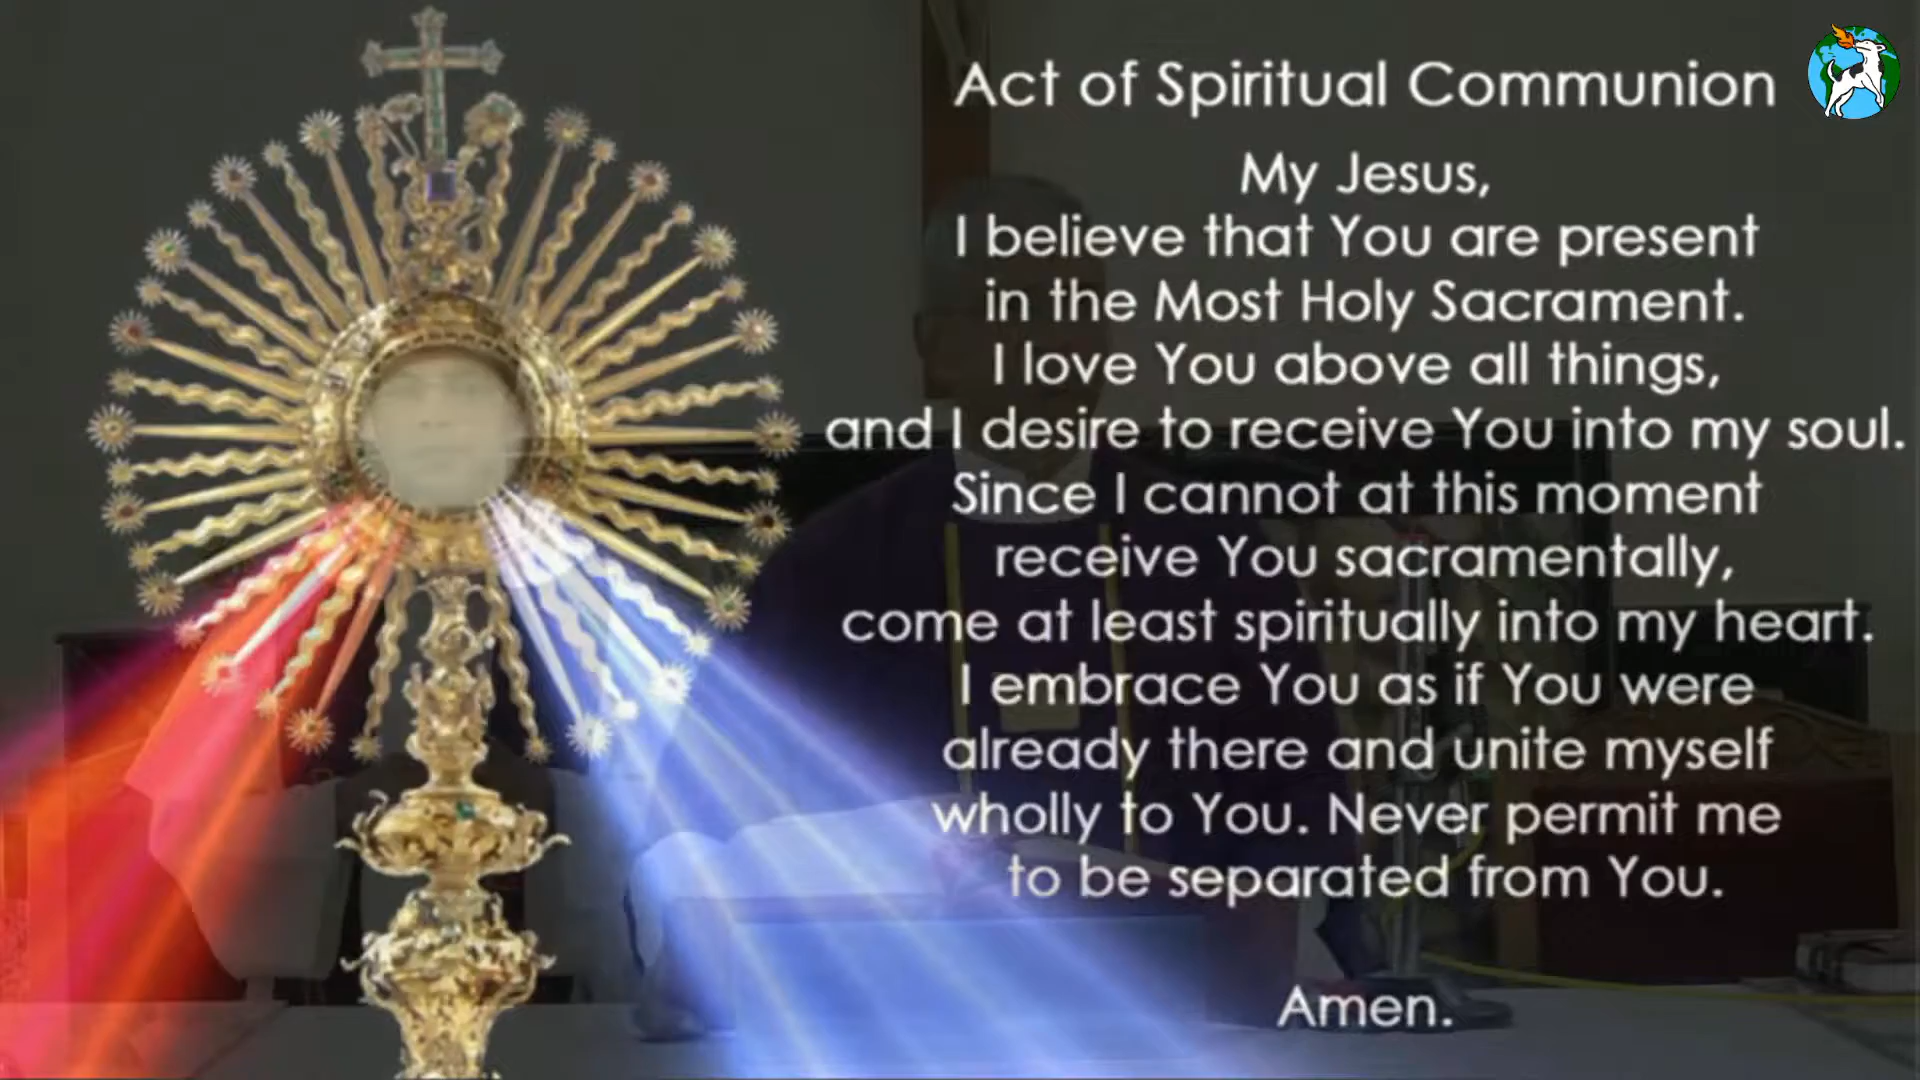 Act of Spiritual Communion
My Jesus,
I believe that You are present
in the Most Holy Sacrament.
I love You above all things,
and I desire to receive You into my soul.
Since I cannot at this moment
receive You sacramentally,
come at least spiritually into my heart.
I embrace You as if You were
already there and unite myself
wholly to You. Never permit me
to be separated from You.
Amen.